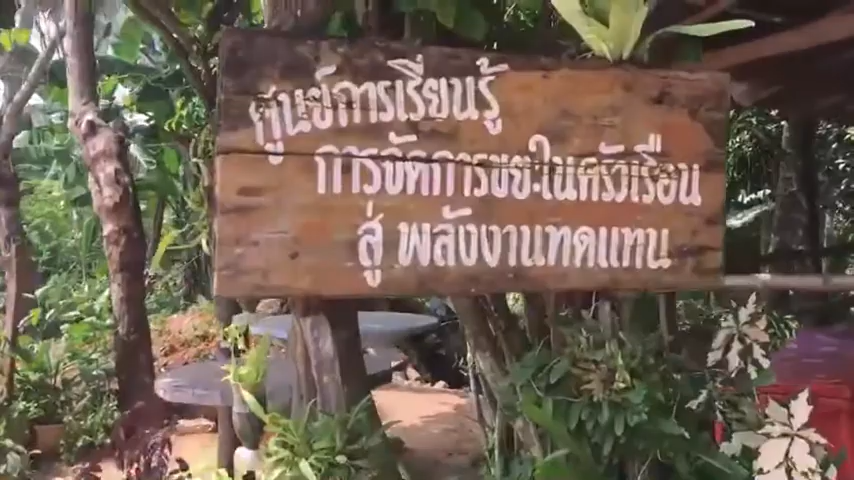 ศูนย์การเรียนรู้
การจัดการขยะในครัวเรือน
สู่ พลังงานทดแทน